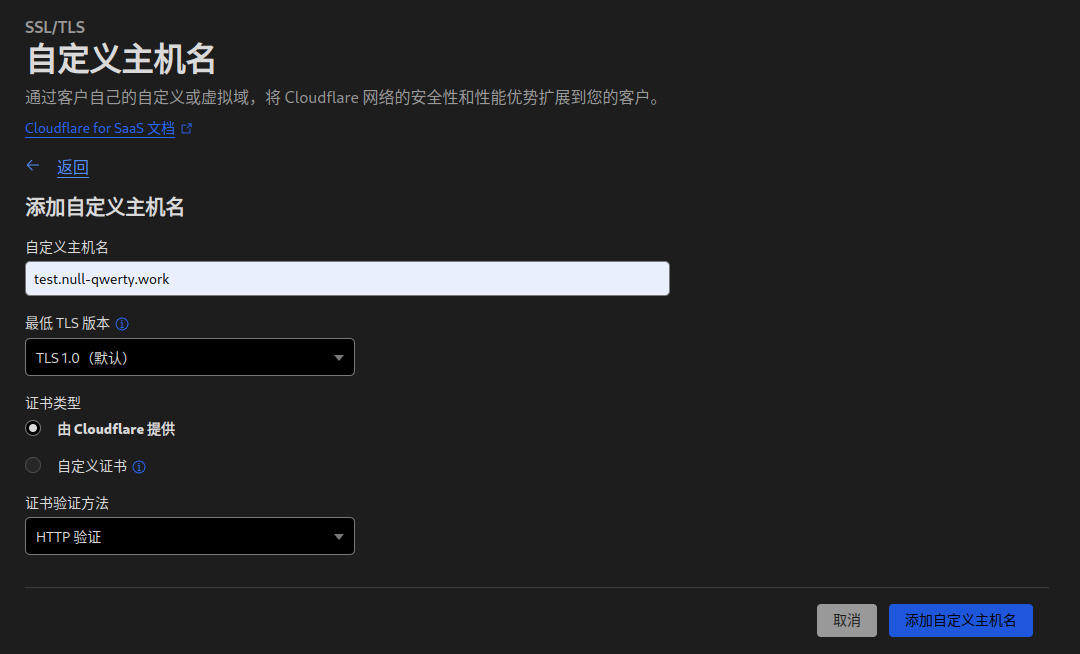 SSL/TLS
自定义主机名
通过客户自己的自定义或虚拟域，将 Cloudflare 网络的安全性和性能优势扩展到您的客户。
Cloudflare for SaaS 文档
返回
添加自定义主机名
自定义主机名
test.null-qwerty.work
最低 TLS 版本
TLS 1.0（默认）
证书类型
由 Cloudflare 提供
自定义证书
证书验证方法
HTTP 验证
取消 添加自定义主机名